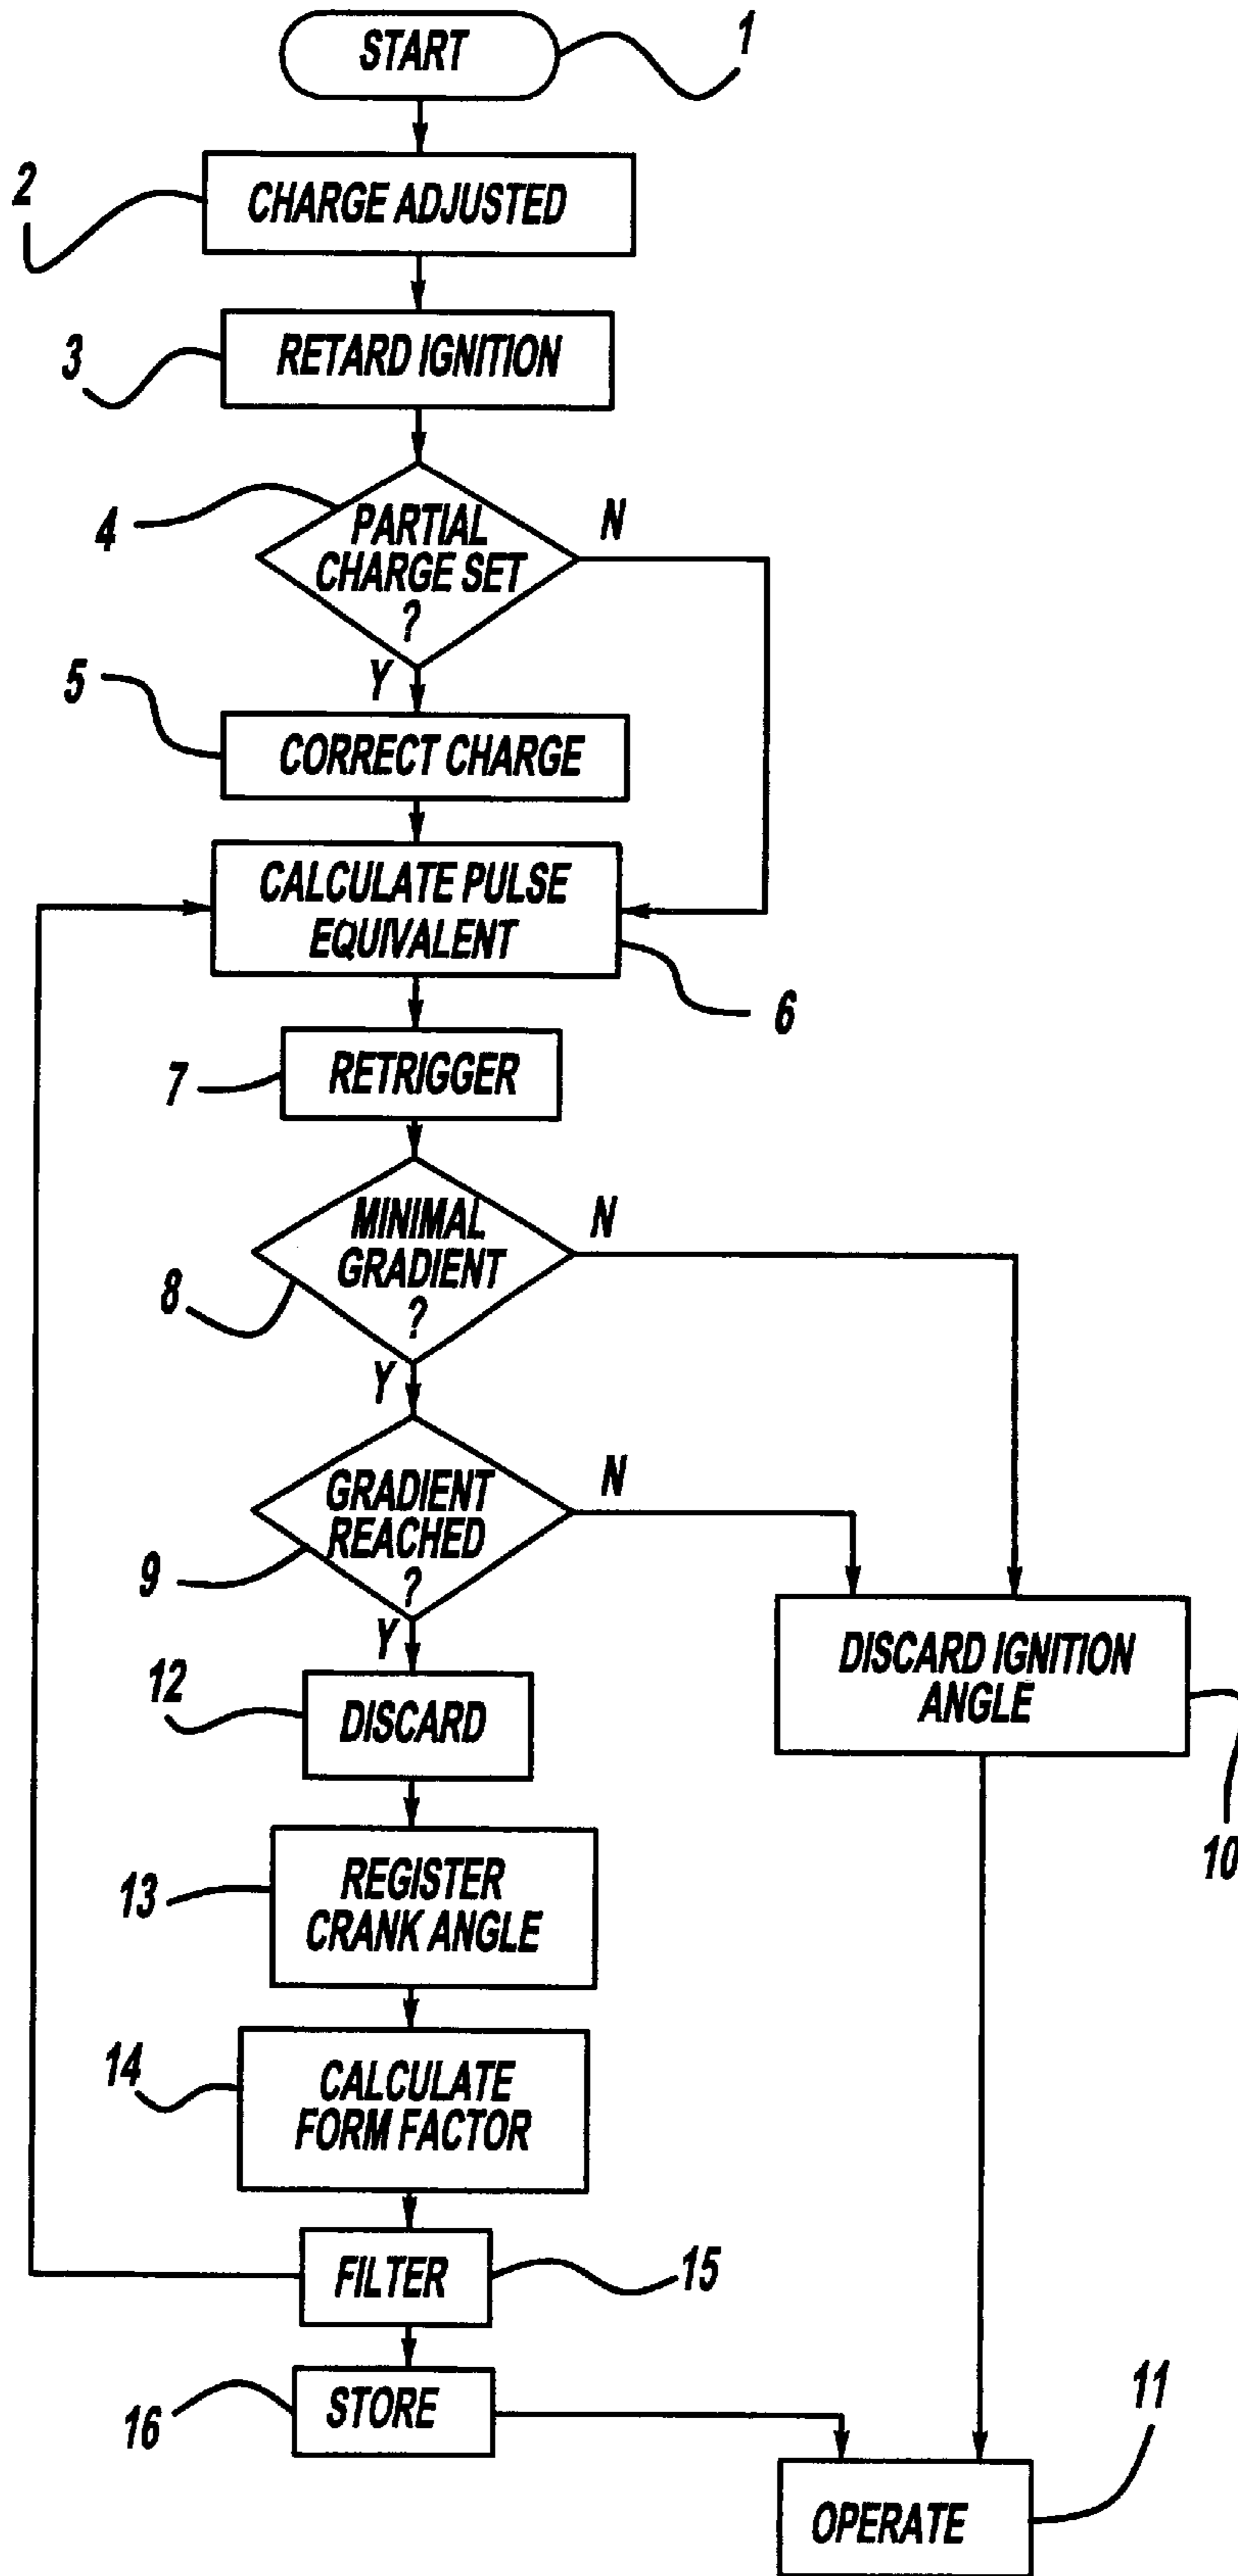 START
1
2
CHARGE ADJUSTED
3
RETARD IGNITION
4
PARTIAL
CHARGE SET
?
N
Y
5
CORRECT CHARGE
CALCULATE PULSE
EQUIVALENT
6
7
RETRIGGER
8
MINIMAL
GRADIENT
?
N
Y
9
GRADIENT
REACHED
?
N
Y
DISCARD IGNITION
ANGLE
10
12
DISCARD
13
REGISTER
CRANK ANGLE
14
CALCULATE
FORM FACTOR
FILTER
15
16
STORE
11
OPERATE